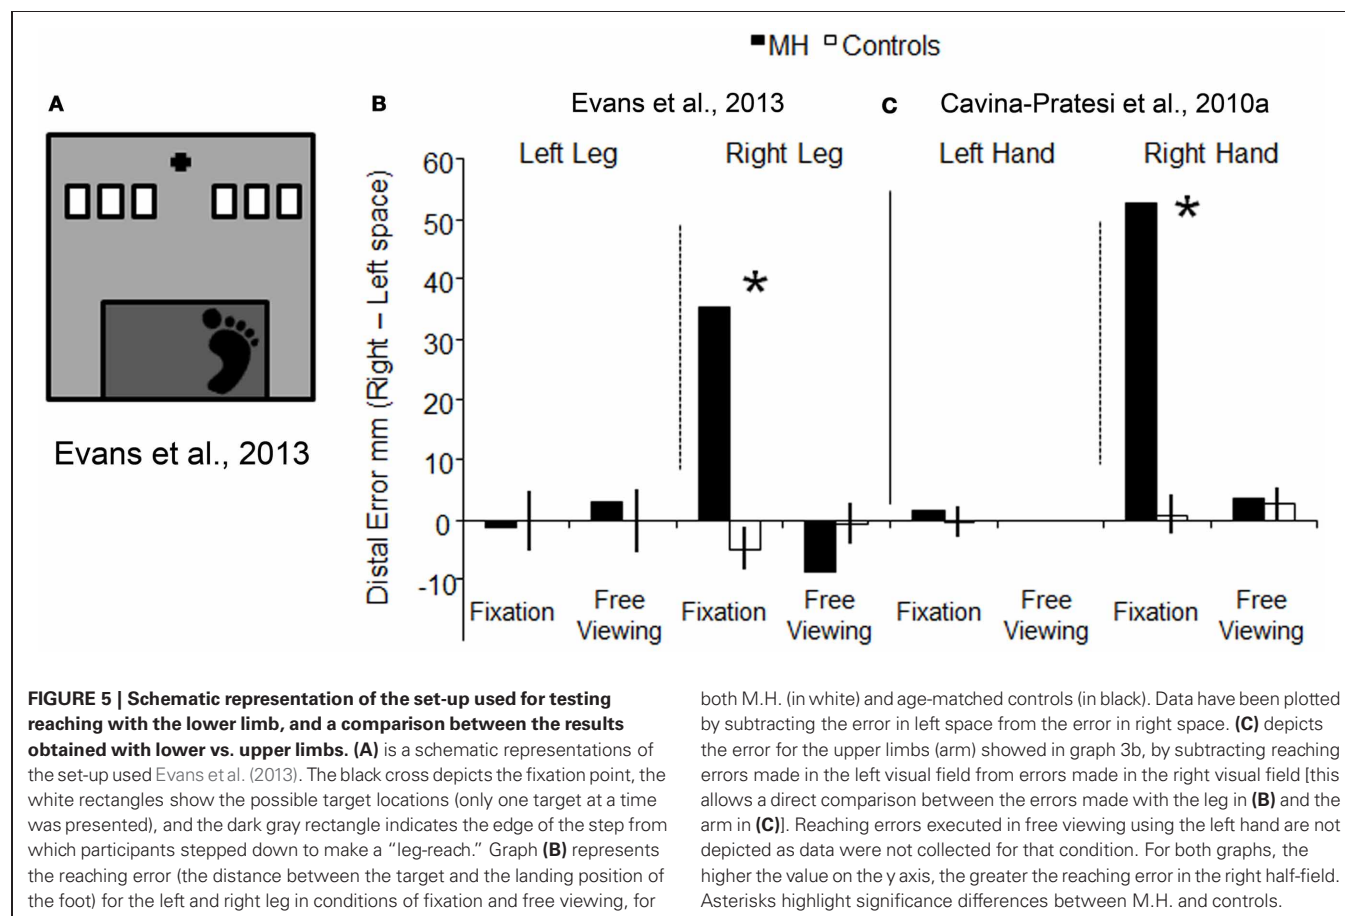 MH Controls
A
B
Evans et al., 2013
C
Cavina-Pratesi et al., 2010a
Left Leg
Right Leg
Left Hand
Right Hand
Distal Error mm (Right – Left space)
60
50
40
30
20
10
0
-10
*
*
Fixation
Free
Viewing
Fixation
Free
Viewing
Fixation
Free
Viewing
Fixation
Free
Viewing
Evans et al., 2013
FIGURE 5 | Schematic representation of the set-up used for testing
reaching with the lower limb, and a comparison between the results
obtained with lower vs. upper limbs. (A) is a schematic representations of
the set-up used Evans et al. (2013). The black cross depicts the fixation point, the
white rectangles show the possible target locations (only one target at a time
was presented), and the dark gray rectangle indicates the edge of the step from
which participants stepped down to make a “leg-reach.” Graph (B) represents
the reaching error (the distance between the target and the landing position of
the foot) for the left and right leg in conditions of fixation and free viewing, for
both M.H. (in white) and age-matched controls (in black). Data have been plotted
by subtracting the error in left space from the error in right space. (C) depicts
the error for the upper limbs (arm) showed in graph 3b, by subtracting reaching
errors made in the left visual field from errors made in the right visual field [this
allows a direct comparison between the errors made with the leg in (B) and the
arm in (C)]. Reaching errors executed in free viewing using the left hand are not
depicted as data were not collected for that condition. For both graphs, the
higher the value on the y axis, the greater the reaching error in the right half-field.
Asterisks highlight significance differences between M.H. and controls.